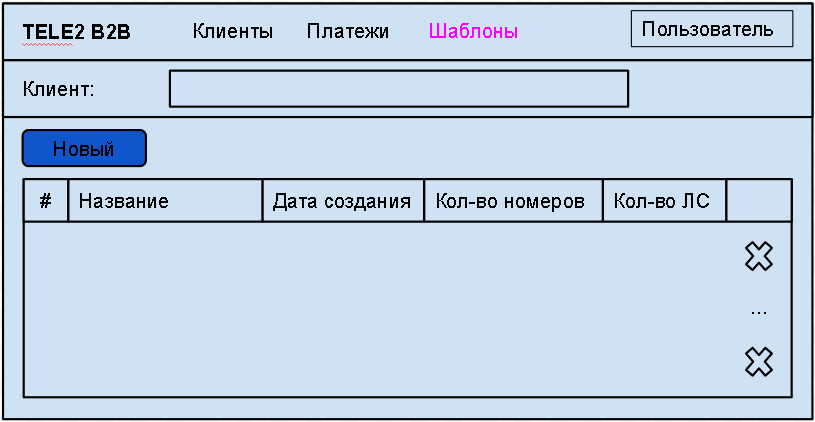 TELE2 B2B Клиенты Платежи Шаблоны Пользователь
Клиент:
Новый
# Название Дата создания Кол-во номеров Кол-во ЛС
...